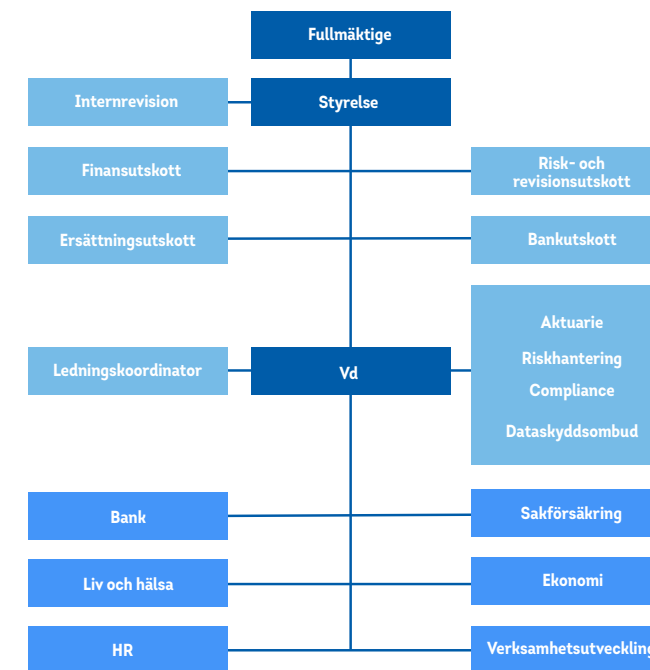 Fullmäktige
Internrevision
Styrelse
Finansutskott
Risk- och
revisionsutskott
Ersättningsutskott
Bankutskott
Aktuarie
Riskhantering
Compliance
Dataskyddsombud
Ledningskoordinator
Vd
Bank
Sakförsäkring
Liv och hälsa
Ekonomi
HR
Verksamhetsutveckling